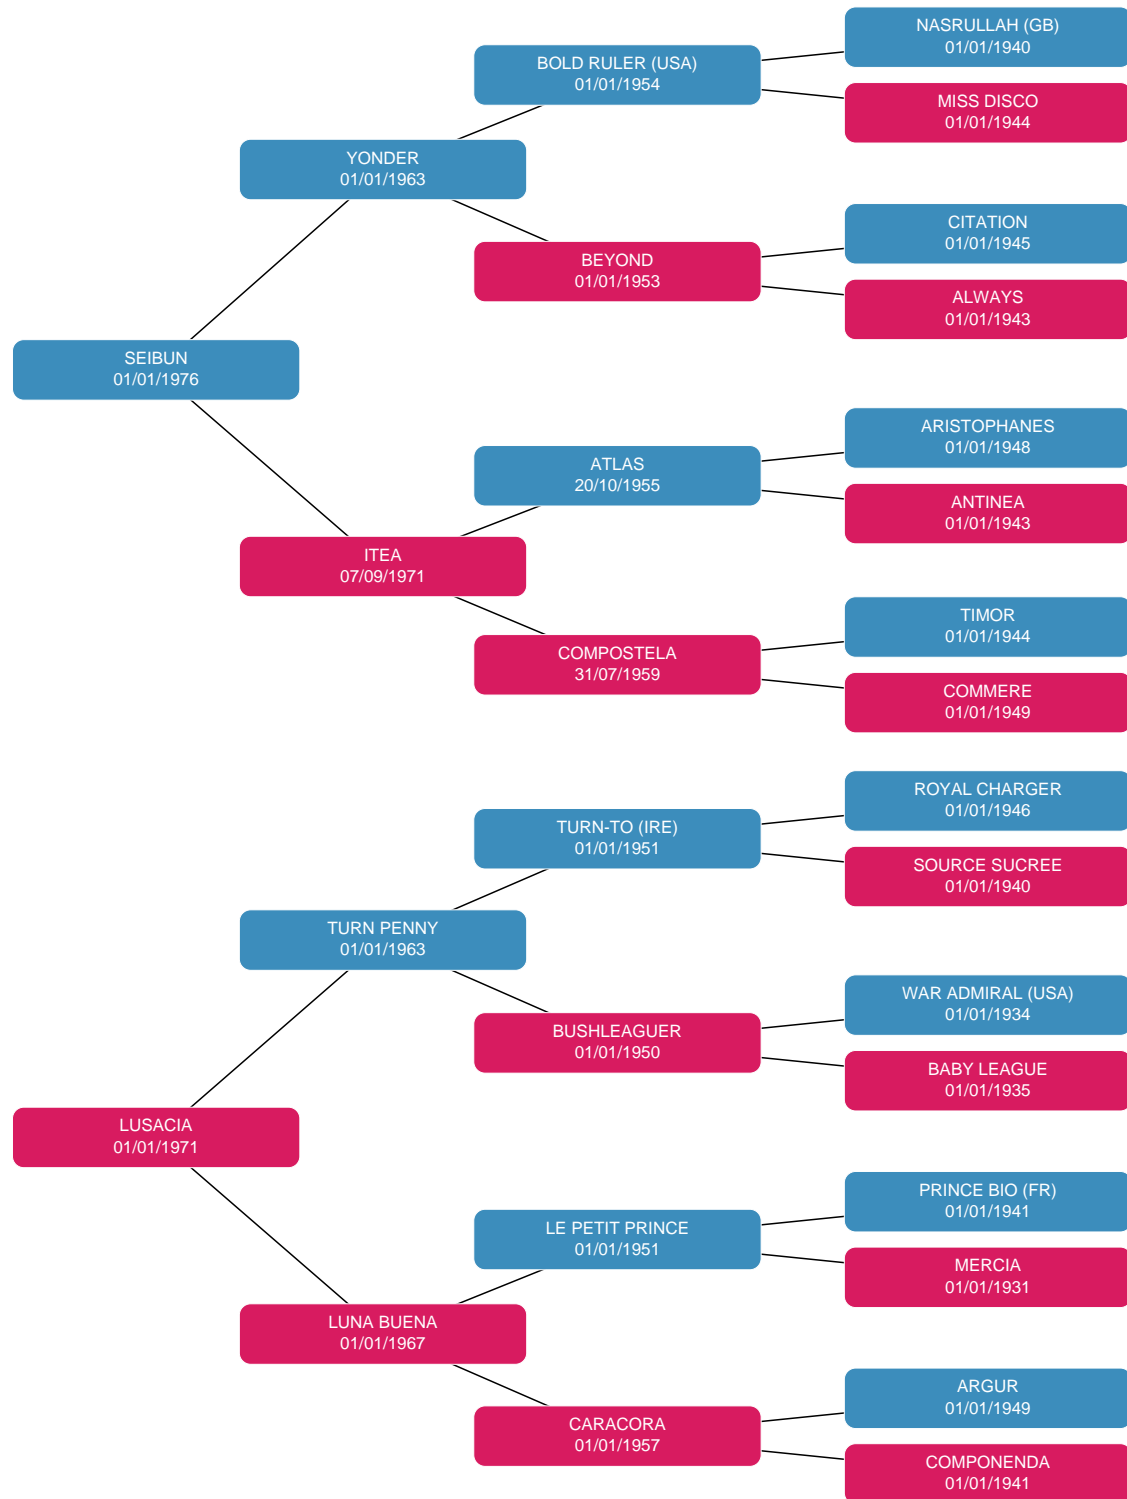 NASRULLAH (GB)
01/01/1940
BOLD RULER (USA)
01/01/1954
MISS DISCO
01/01/1944
YONDER
01/01/1963
CITATION
01/01/1945
BEYOND
01/01/1953
ALWAYS
01/01/1943
SEIBUN
01/01/1976
ARISTOPHANES
01/01/1948
ATLAS
20/10/1955
ANTINEA
01/01/1943
ITEA
07/09/1971
TIMOR
01/01/1944
COMPOSTELA
31/07/1959
COMMERE
01/01/1949
ROYAL CHARGER
01/01/1946
TURN-TO (IRE)
01/01/1951
SOURCE SUCREE
01/01/1940
TURN PENNY
01/01/1963
WAR ADMIRAL (USA)
01/01/1934
BUSHLEAGUER
01/01/1950
BABY LEAGUE
01/01/1935
LUSACIA
01/01/1971
PRINCE BIO (FR)
01/01/1941
LE PETIT PRINCE
01/01/1951
MERCIA
01/01/1931
LUNA BUENA
01/01/1967
ARGUR
01/01/1949
CARACORA
01/01/1957
COMPONENDA
01/01/1941